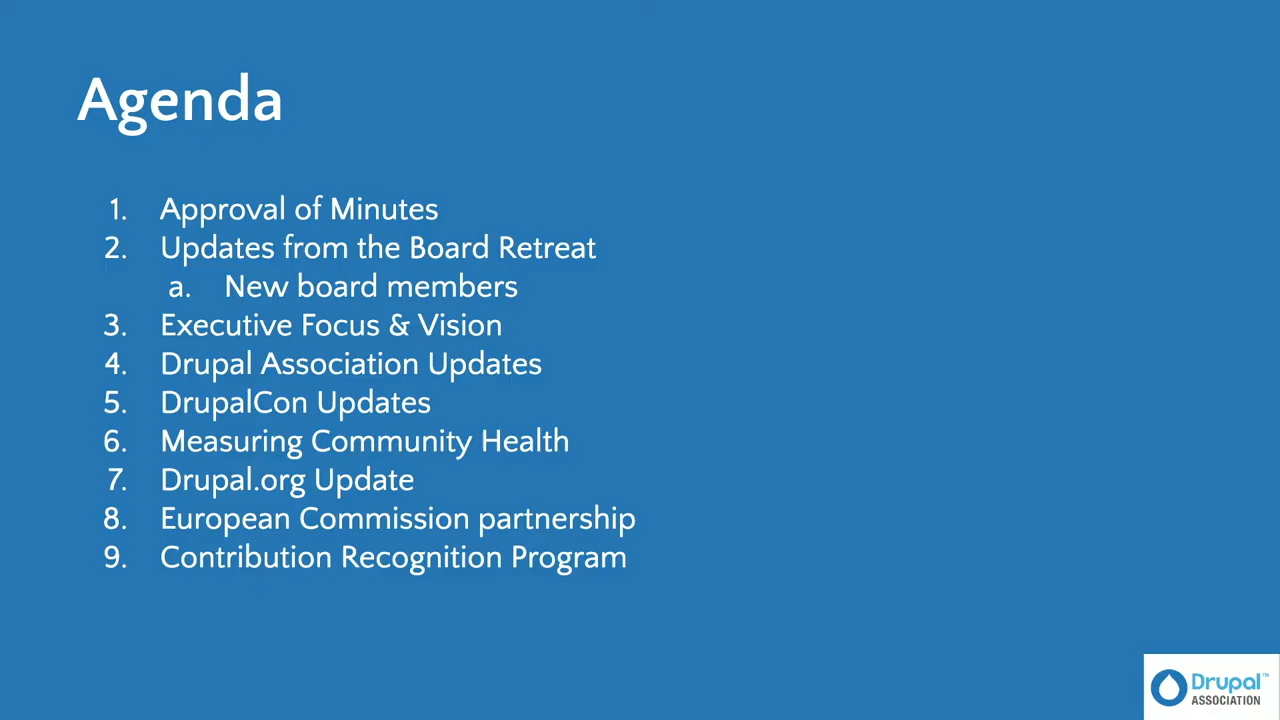 Agenda
1. Approval of Minutes
2. Updates from the Board Retreat
a. New board members
3. Executive Focus & Vision
4. Drupal Association Updates
5. DrupalCon Updates
6. Measuring Community Health
7. Drupal.org Update
8. European Commission partnership
9. Contribution Recognition Program
Drupal™
ASSOCIATION